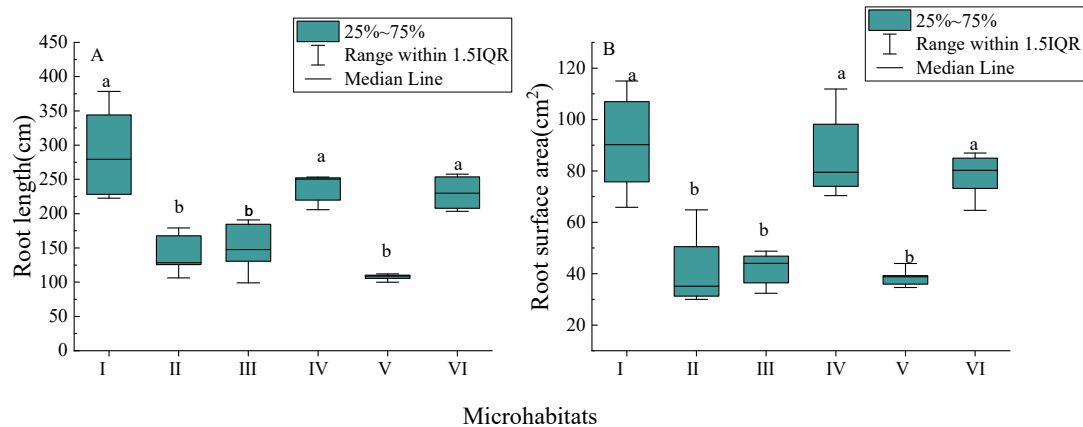 25%~75%
Range within 1.5IQR
Median Line
A
Root length(cm)
450
400
350
300
250
200
150
100
50
0
a
b
b
a
b
a
I II III IV V VI
25%~75%
Range within 1.5IQR
Median Line
B
Root surface area(cm²)
120
100
80
60
40
20
a
b
b
a
b
a
I II III IV V VI
Microhabitats